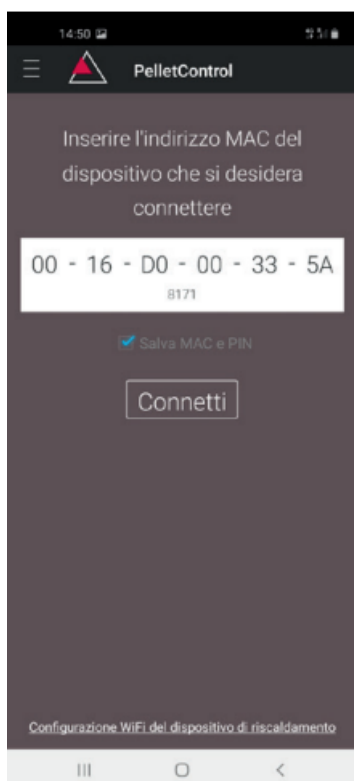 14:50
PelletControl
Inserire l'indirizzo MAC del
dispositivo che si desidera
connettere
00 - 16 - D0 - 00 - 33 - 5A
8171
Salva MAC e PIN
Connetti
Configurazione WiFi del dispositivo di riscaldamento